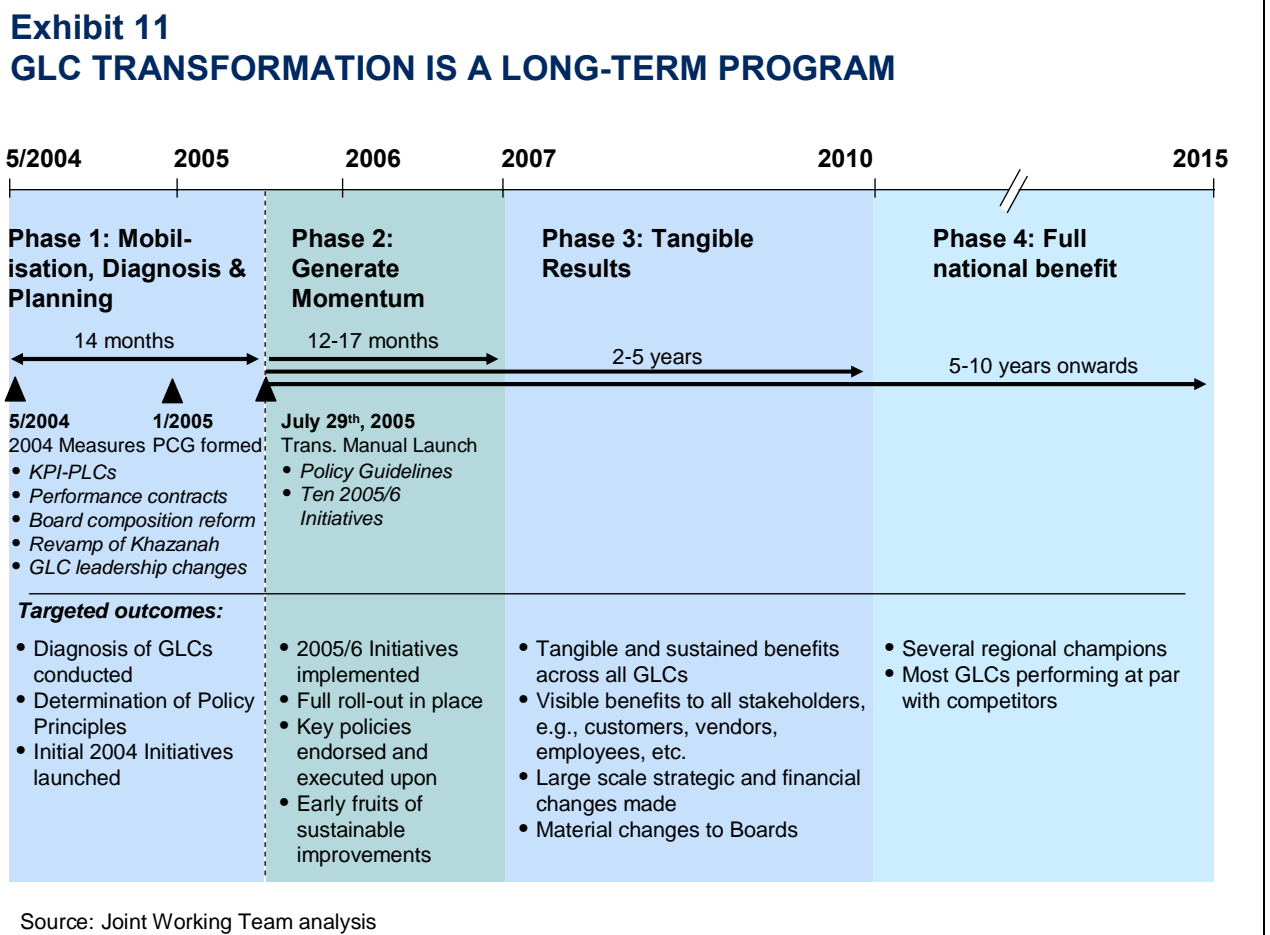 Exhibit 11
GLC TRANSFORMATION IS A LONG-TERM PROGRAM
5/2004 2005 2006 2007 2010 2015
Phase 1: Mobil-
isation, Diagnosis &
Planning
14 months
Phase 2:
Generate
Momentum
12-17 months
Phase 3: Tangible
Results
2-5 years
Phase 4: Full
national benefit
5-10 years onwards
5/2004
2004 Measures
1/2005
PCG formed
• KPI-PLCs
• Performance contracts
• Board composition reform
• Revamp of Khazanah
• GLC leadership changes
July 29th, 2005
Trans. Manual Launch
• Policy Guidelines
• Ten 2005/6
Initiatives
Targeted outcomes:
• Diagnosis of GLCs
conducted
• Determination of Policy
Principles
• Initial 2004 Initiatives
launched
• 2005/6 Initiatives
implemented
• Full roll-out in place
• Key policies
endorsed and
executed upon
• Early fruits of
sustainable
improvements
• Tangible and sustained benefits
across all GLCs
• Visible benefits to all stakeholders,
e.g., customers, vendors,
employees, etc.
• Large scale strategic and financial
changes made
• Material changes to Boards
• Several regional champions
• Most GLCs performing at par
with competitors
Source: Joint Working Team analysis